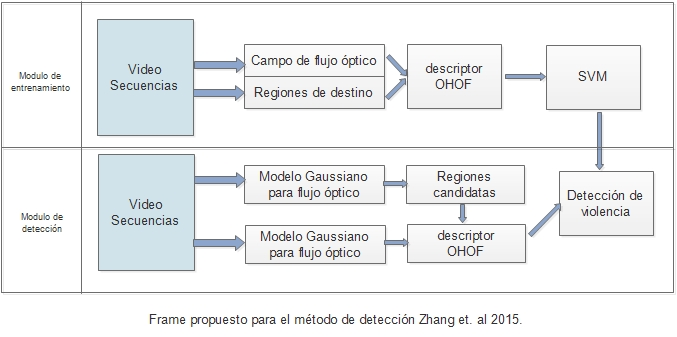 Modulo de
entrenamiento
Video
Secuencias
Campo de flujo óptico
Regiones de destino
descriptor
OHOF
SVM
Modulo de
detección
Video
Secuencias
Modelo Gaussiano
para flujo óptico
Regiones
candidatas
Modelo Gaussiano
para flujo óptico
descriptor
OHOF
Detección de
violencia
Frame propuesto para el método de detección Zhang et. al 2015.